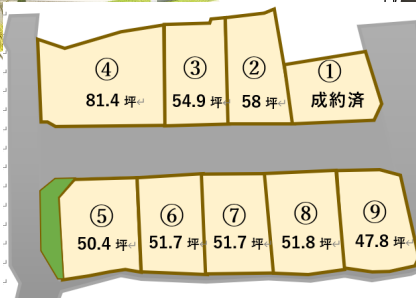 ④
81.4 坪↵
③
54.9 坪↵
②
58 坪↵
①
成約済
⑤
50.4 坪↵
⑥
51.7 坪↵
⑦
51.7 坪↵
⑧
51.8 坪↵
⑨
47.8 坪↵